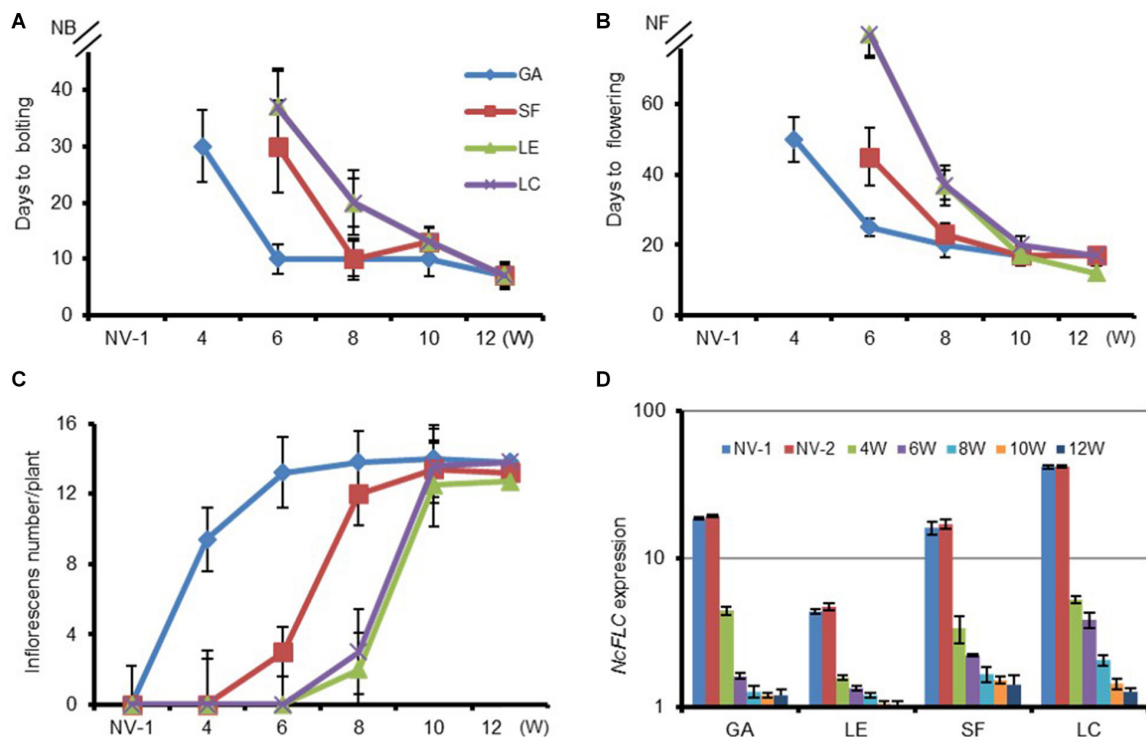 A
NB
Days to bolting
40
30
20
10
0
NV-1 4 6 8 10 12 (W)
GA
SF
LE
LC
B
NF
Days to flowering
60
40
20
0
NV-1 4 6 8 10 12 (W)
C
Inflorescens number/plant
16
12
8
4
0
NV-1 4 6 8 10 12 (W)
D
NcFLC expression
100
10
1
NV-1 NV-2 4W 6W 8W 10W 12W
GA LE SF LC